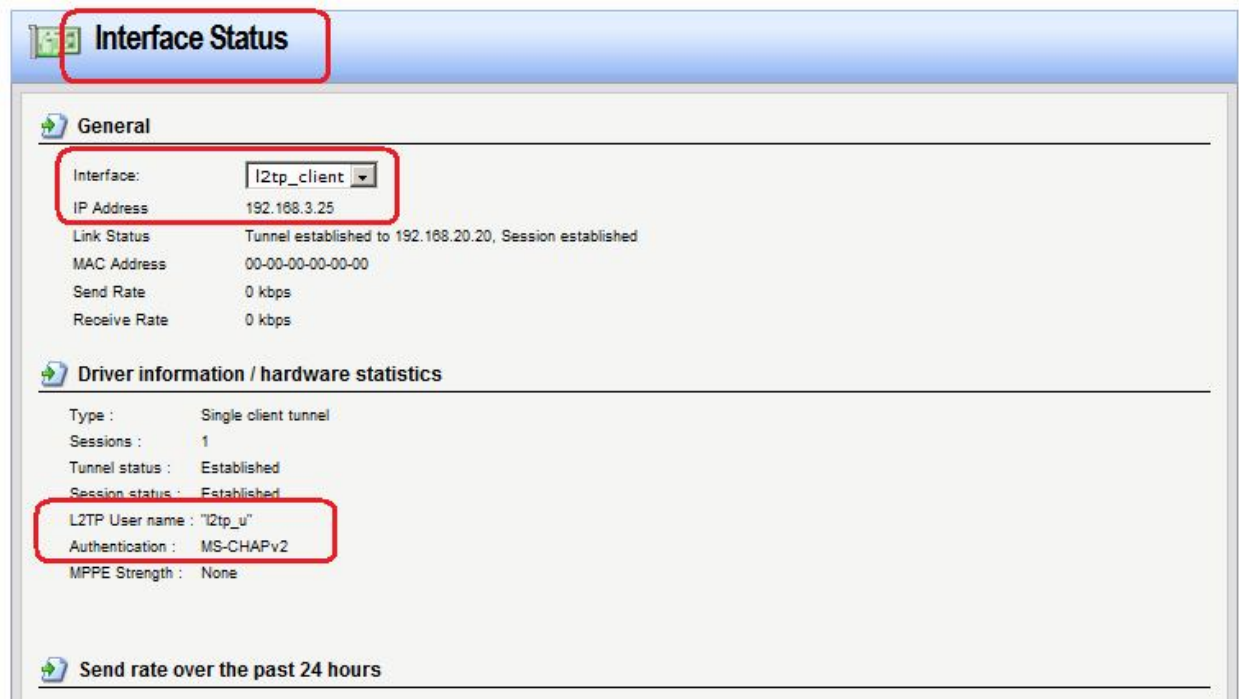 Interface Status
General
Interface: l2tp_client
IP Address 192.168.3.25
Link Status Tunnel established to 192.168.20.20, Session established
MAC Address 00-00-00-00-00-00
Send Rate 0 kbps
Receive Rate 0 kbps
Driver information / hardware statistics
Type : Single client tunnel
Sessions : 1
Tunnel status : Established
Session status : Established
L2TP User name : "l2tp_u"
Authentication : MS-CHAPv2
MPPE Strength : None
Send rate over the past 24 hours